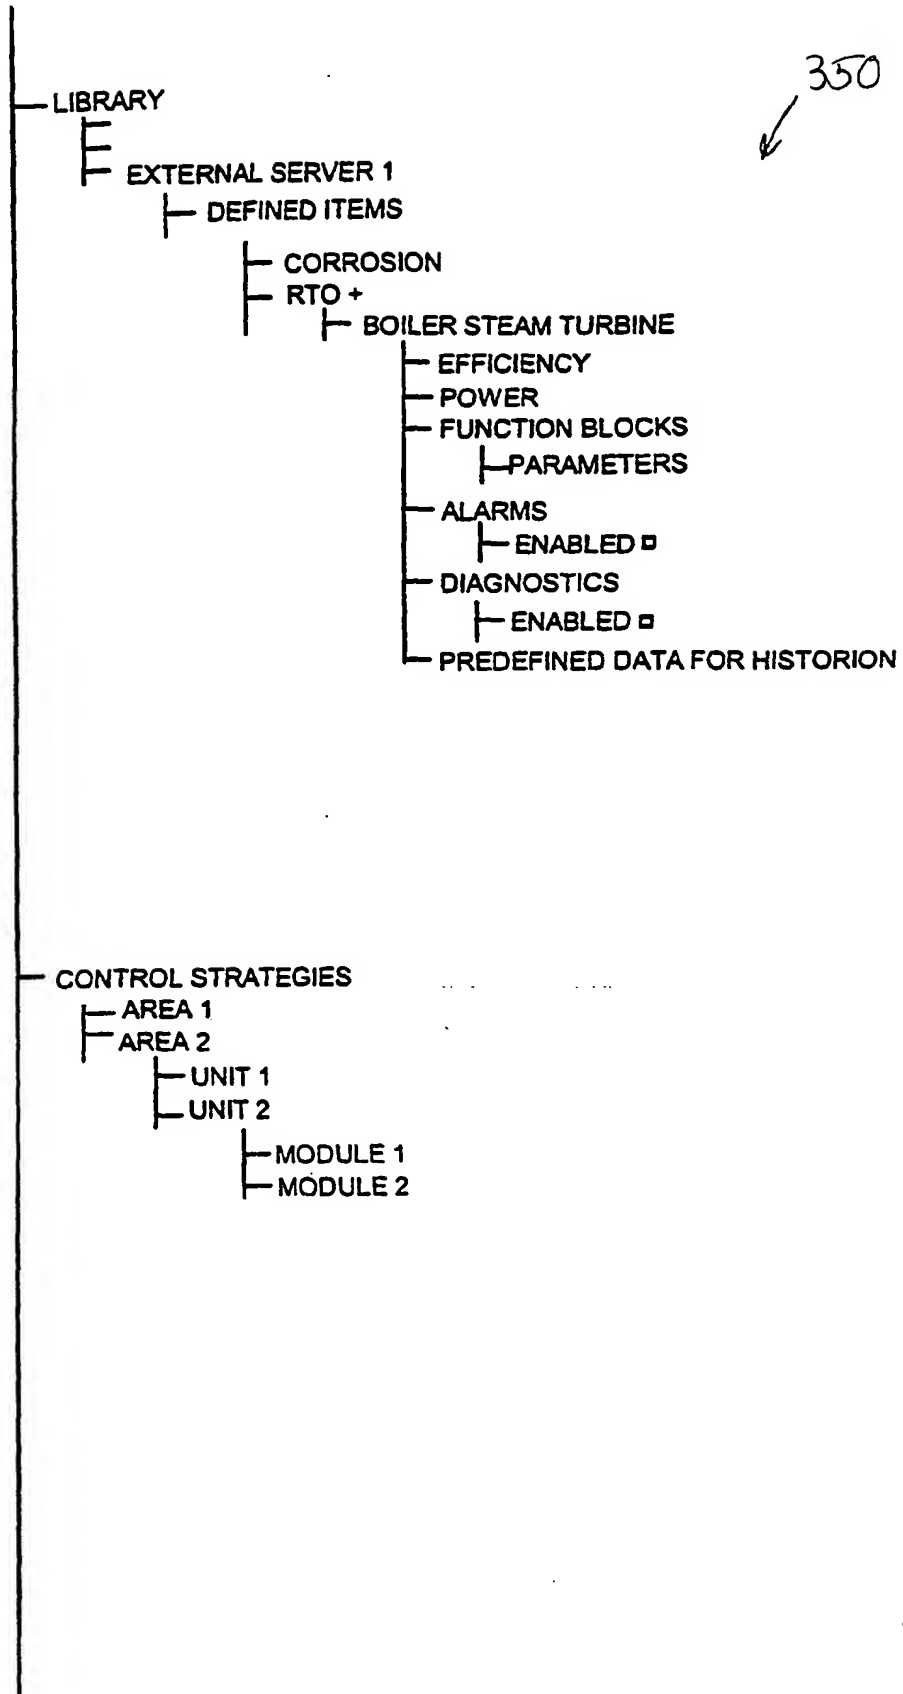 350
LIBRARY
EXTERNAL SERVER 1
DEFINED ITEMS
CORROSION
RTO +
BOILER STEAM TURBINE
EFFICIENCY
POWER
FUNCTION BLOCKS
PARAMETERS
ALARMS
ENABLED
DIAGNOSTICS
ENABLED
PREDEFINED DATA FOR HISTORION
CONTROL STRATEGIES
AREA 1
AREA 2
UNIT 1
UNIT 2
MODULE 1
MODULE 2